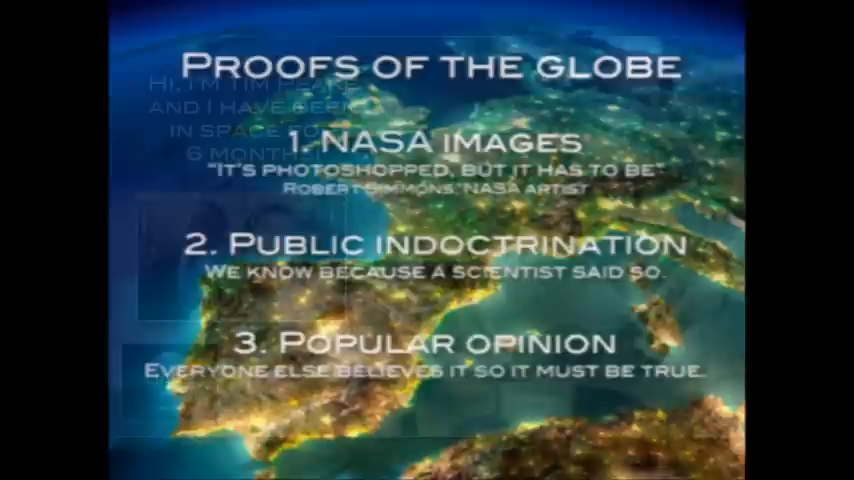 PROOFS OF THE GLOBE
HI, I'M TIM PEAKE
AND I HAVE BEEN
IN SPACE FOR
6 MONTHS!
1. NASA IMAGES
"IT'S PHOTOSHOPPED, BUT IT HAS TO BE"
ROBERT SIMMONS, NASA ARTIST
2. PUBLIC INDOCTRINATION
WE KNOW BECAUSE A SCIENTIST SAID SO.
3. POPULAR OPINION
EVERYONE ELSE BELIEVES IT SO IT MUST BE TRUE.